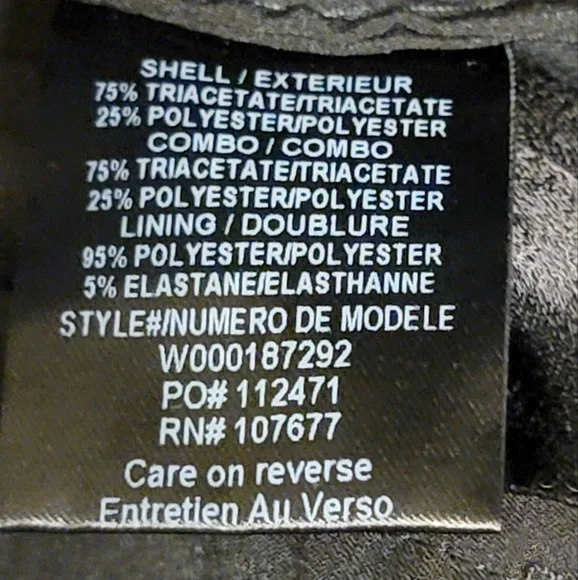 SHELL / EXTERIEUR
75% TRIACETATE/TRIACETATE
25% POLYESTER/POLYESTER
COMBO / COMBO
75% TRIACETATE/TRIACETATE
25% POLYESTER/POLYESTER
LINING / DOUBLURE
95% POLYESTER/POLYESTER
5% ELASTANE/ELASTHANNE
STYLE#/NUMERO DE MODELE
W000187292
PO# 112471
RN# 107677
Care on reverse
Entretien Au Verso